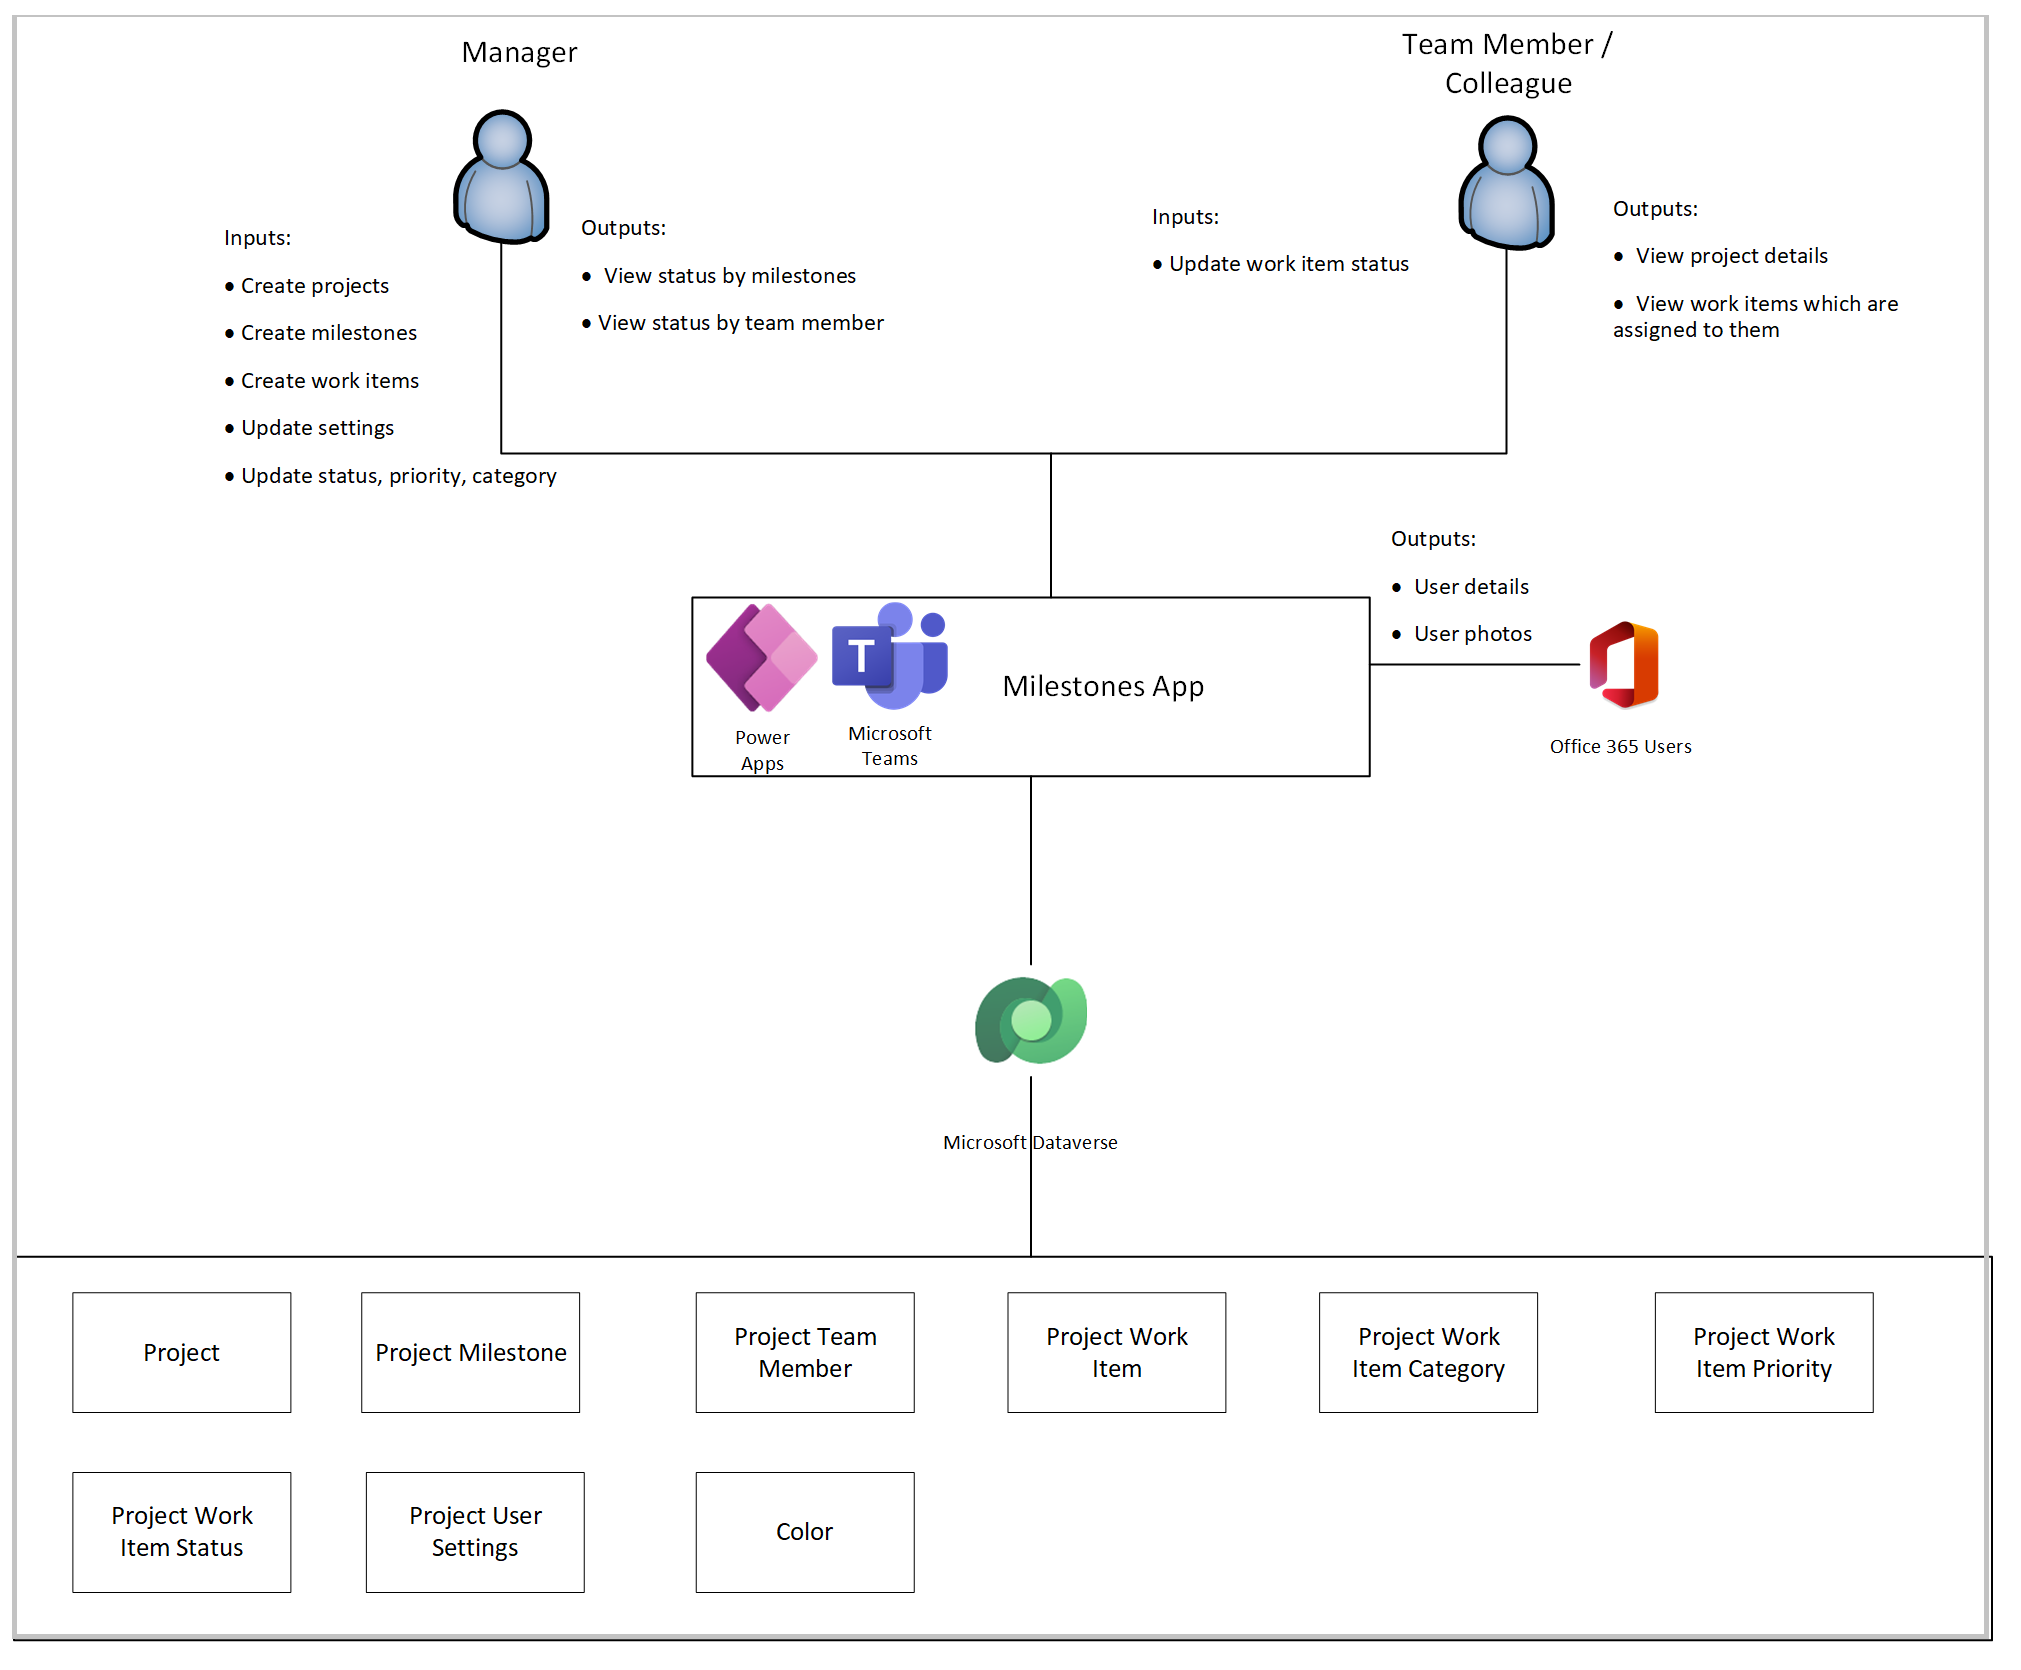 Manager
Team Member /
Colleague
Inputs:
• Create projects
• Create milestones
• Create work items
• Update settings
• Update status, priority, category
Outputs:
• View status by milestones
• View status by team member
Inputs:
• Update work item status
Outputs:
• View project details
• View work items which are
assigned to them
Outputs:
• User details
• User photos
T
Power
Apps
Microsoft
Teams
Milestones App
Office 365 Users
Microsoft Dataverse
Project
Project Milestone
Project Team
Member
Project Work
Item
Project Work
Item Category
Project Work
Item Priority
Project Work
Item Status
Project User
Settings
Color